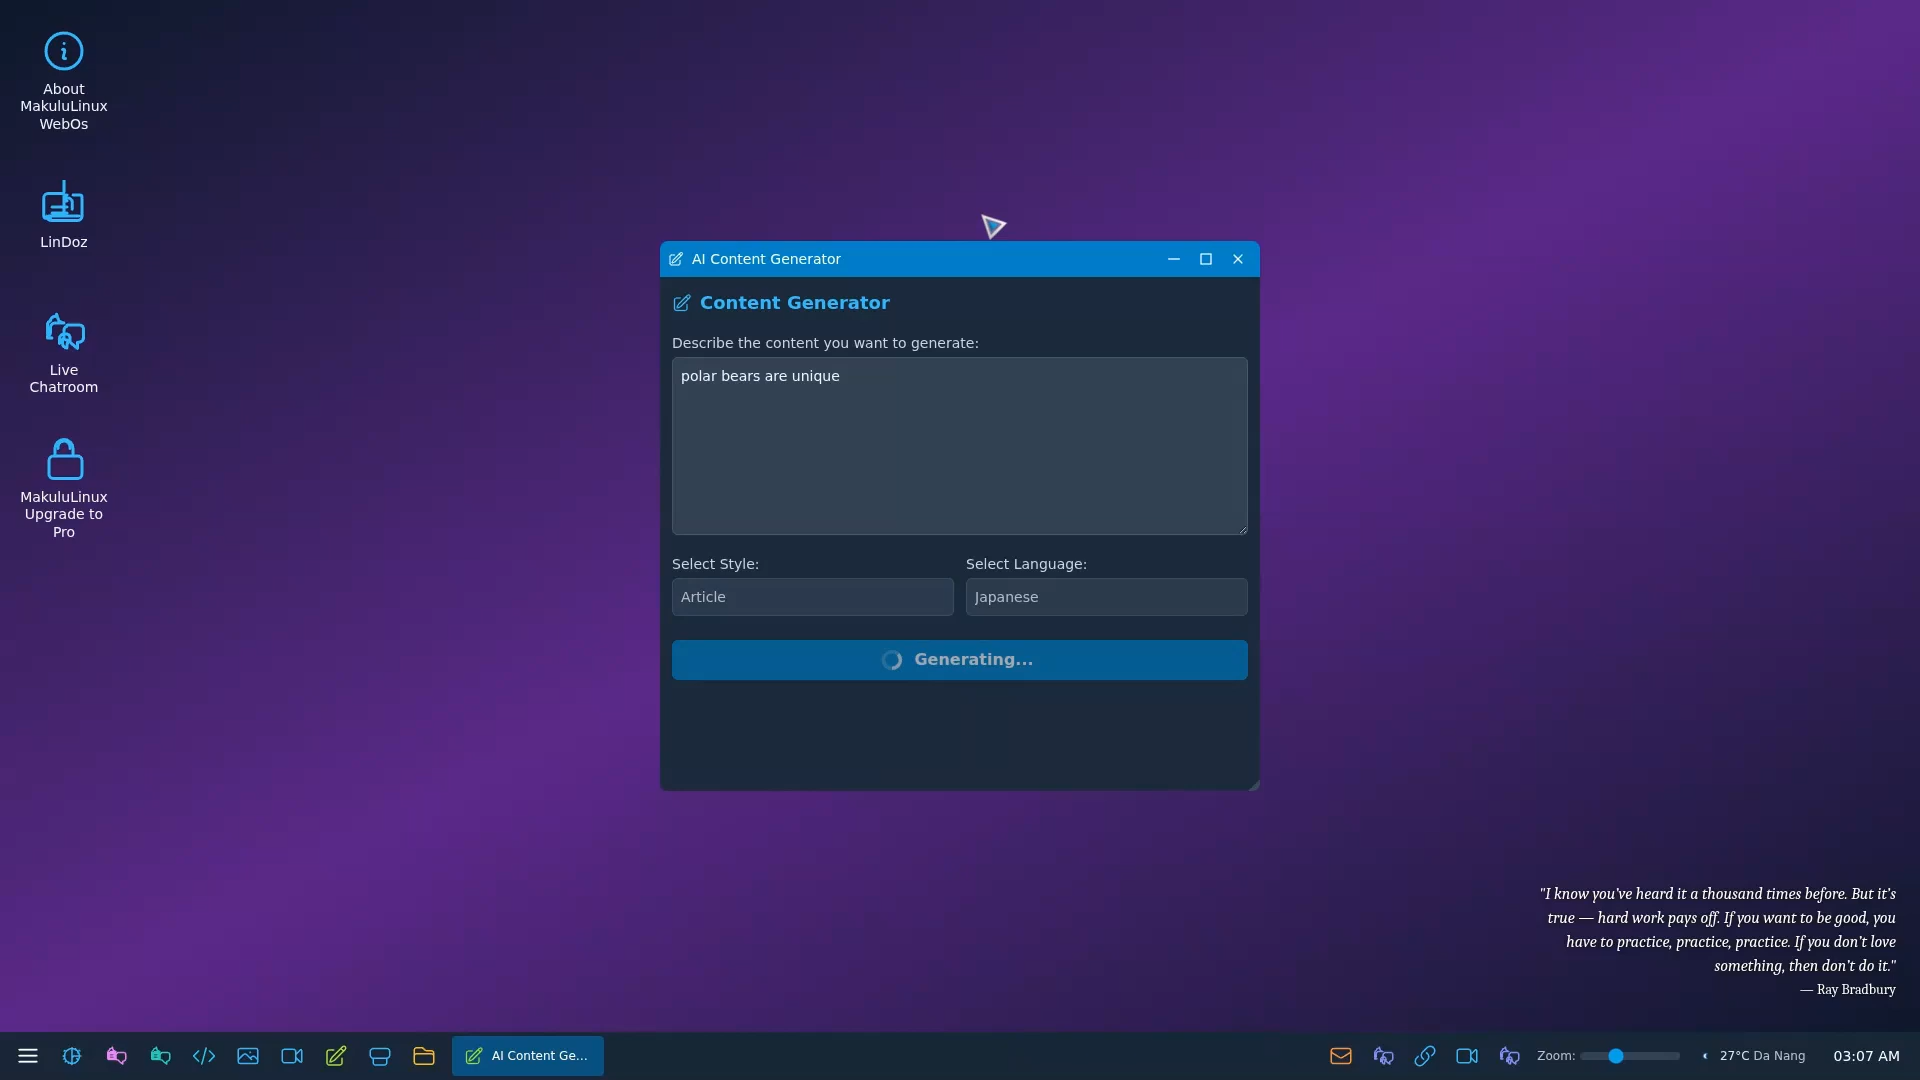 About
MakuluLinux
WebOs
LinDoz
Live
Chatroom
MakuluLinux
Upgrade to
Pro
AI Content Generator
Content Generator
Describe the content you want to generate:
polar bears are unique
Select Style:
Select Language:
Article
Japanese
Generating...
"I know you've heard it a thousand times before. But it's
true — hard work pays off. If you want to be good, you
have to practice, practice, practice. If you don't love
something, then don't do it."
— Ray Bradbury
AI Content Ge...
Zoom:
27°C Da Nang
03:07 AM